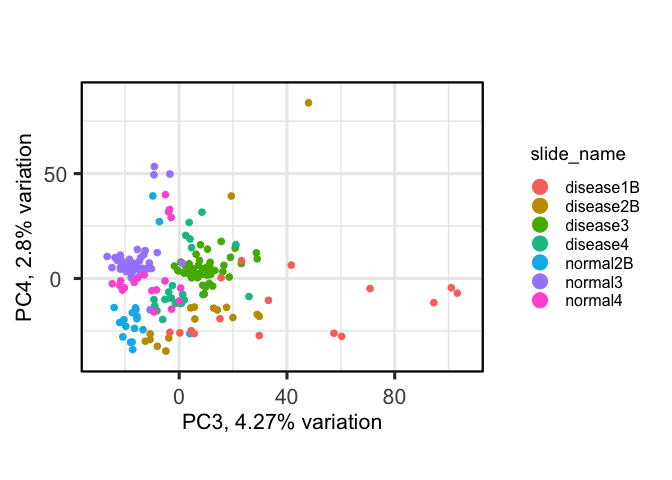 PC4, 2.8% variation
50
0
0
40
80
PC3, 4.27% variation
slide_name
disease1B
disease2B
disease3
disease4
normal2B
normal3
normal4